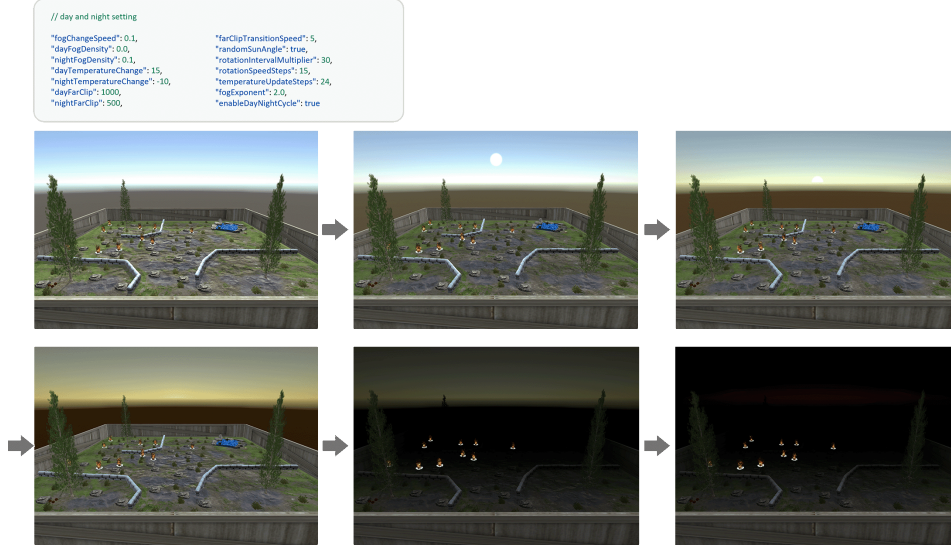 // day and night setting
"fogChangeSpeed": 0.1,
"dayFogDensity": 0.0,
"nightFogDensity": 0.1,
"dayTemperatureChange": 15,
"nightTemperatureChange": -10,
"dayFarClip": 1000,
"nightFarClip": 500,
"farClipTransitionSpeed": 5,
"randomSunAngle": true,
"rotationIntervalMultiplier": 30,
"rotationSpeedSteps": 15,
"temperatureUpdateSteps": 24,
"fogExponent": 2.0,
"enableDayNightCycle": true